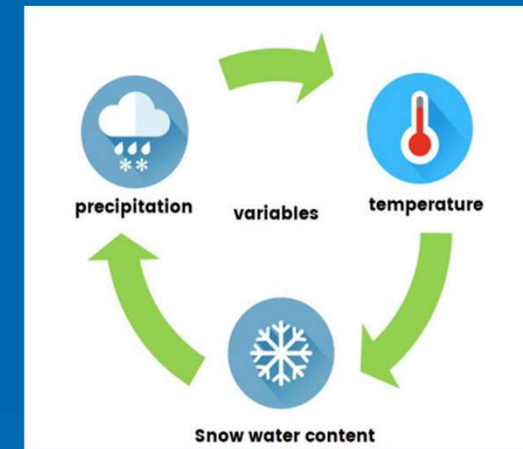 precipitation
variables
temperature
Snow water content